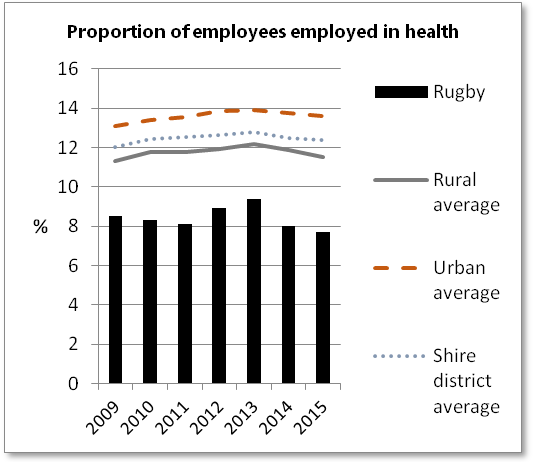 Proportion of employees employed in health
16
14
12
10
8
6
4
2
0
%
2009
2010
2011
2012
2013
2014
2015
Rugby
Rural
average
Urban
average
Shire
district
average